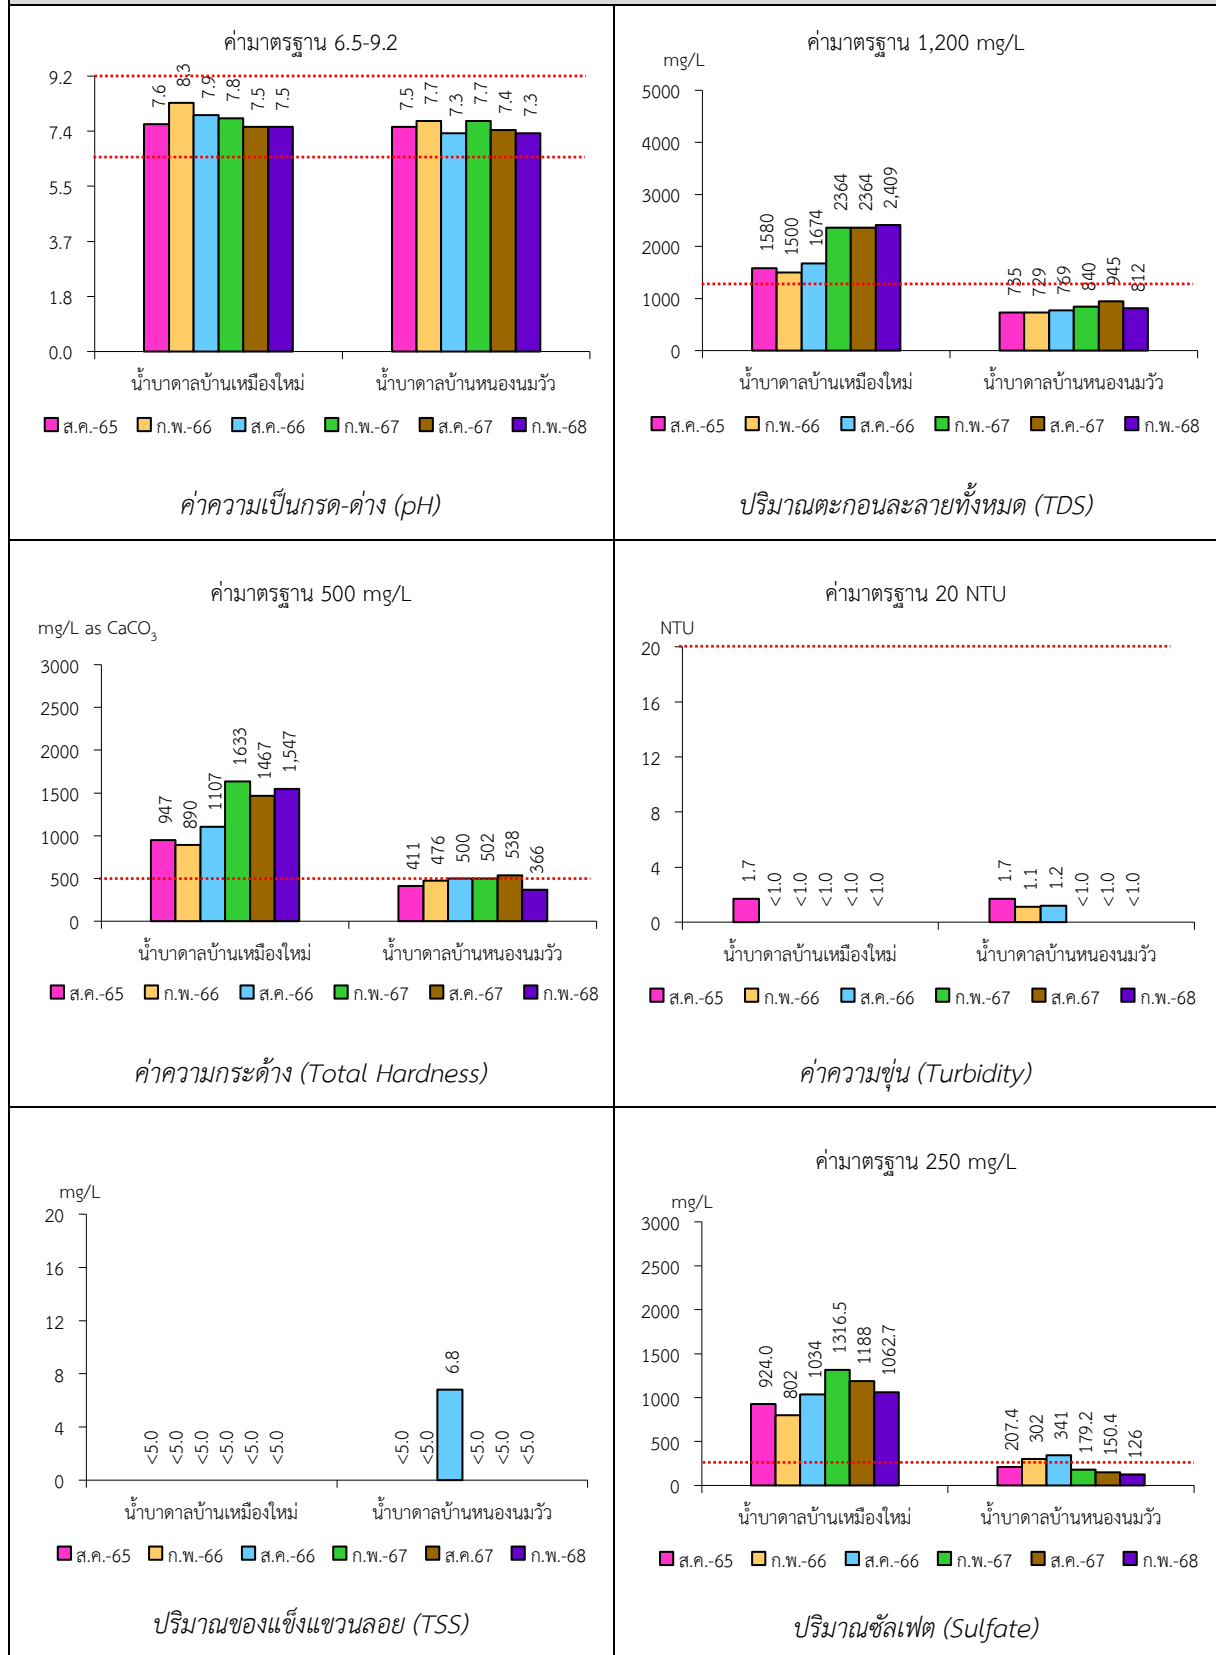 ค่ามาตรฐาน 6.5-9.2
9.2
7.4
5.5
3.7
1.8
0.0
7.6 8.3 7.9 7.8 7.5 7.5
7.5 7.7 7.3 7.7 7.4 7.3
น้ำบาดาลบ้านเหมืองใหม่ น้ำบาดาลบ้านหนองนมวัว
ส.ค.-65 ก.พ.-66 ส.ค.-66 ก.พ.-67 ส.ค.-67 ก.พ.-68
ค่าความเป็นกรด-ด่าง (pH)
ค่ามาตรฐาน 1,200 mg/L
mg/L
5000
4000
3000
2000
1000
0
1580 1500 1674 2364 2364 2,409
735 729 769 840 945 812
น้ำบาดาลบ้านเหมืองใหม่ น้ำบาดาลบ้านหนองนมวัว
ส.ค.-65 ก.พ.-66 ส.ค.-66 ก.พ.-67 ส.ค.-67 ก.พ.-68
ปริมาณตะกอนละลายทั้งหมด (TDS)
ค่ามาตรฐาน 500 mg/L
mg/L as CaCO₃
3000
2500
2000
1500
1000
500
0
947 890 1107 1633 1467 1,547
411 476 500 502 538 366
น้ำบาดาลบ้านเหมืองใหม่ น้ำบาดาลบ้านหนองนมวัว
ส.ค.-65 ก.พ.-66 ส.ค.-66 ก.พ.-67 ส.ค.-67 ก.พ.-68
ค่าความกระด้าง (Total Hardness)
ค่ามาตรฐาน 20 NTU
NTU
20
16
12
8
4
0
1.7 <1.0 <1.0 <1.0 <1.0 <1.0
1.7 1.1 1.2 <1.0 <1.0 <1.0
น้ำบาดาลบ้านเหมืองใหม่ น้ำบาดาลบ้านหนองนมวัว
ส.ค.-65 ก.พ.-66 ส.ค.-66 ก.พ.-67 ส.ค.67 ก.พ.-68
ค่าความขุ่น (Turbidity)
mg/L
20
16
12
8
4
0
<5.0 <5.0 <5.0 <5.0 <5.0 <5.0
<5.0 <5.0 6.8 <5.0 <5.0 <5.0
น้ำบาดาลบ้านเหมืองใหม่ น้ำบาดาลบ้านหนองนมวัว
ส.ค.-65 ก.พ.-66 ส.ค.-66 ก.พ.-67 ส.ค.67 ก.พ.-68
ปริมาณของแข็งแขวนลอย (TSS)
ค่ามาตรฐาน 250 mg/L
mg/L
3000
2500
2000
1500
1000
500
0
924.0 802 1034 1316.5 1188 1062.7
207.4 302 341 179.2 150.4 126
น้ำบาดาลบ้านเหมืองใหม่ น้ำบาดาลบ้านหนองนมวัว
ส.ค.-65 ก.พ.-66 ส.ค.-66 ก.พ.-67 ส.ค.-67 ก.พ.-68
ปริมาณซัลเฟต (Sulfate)